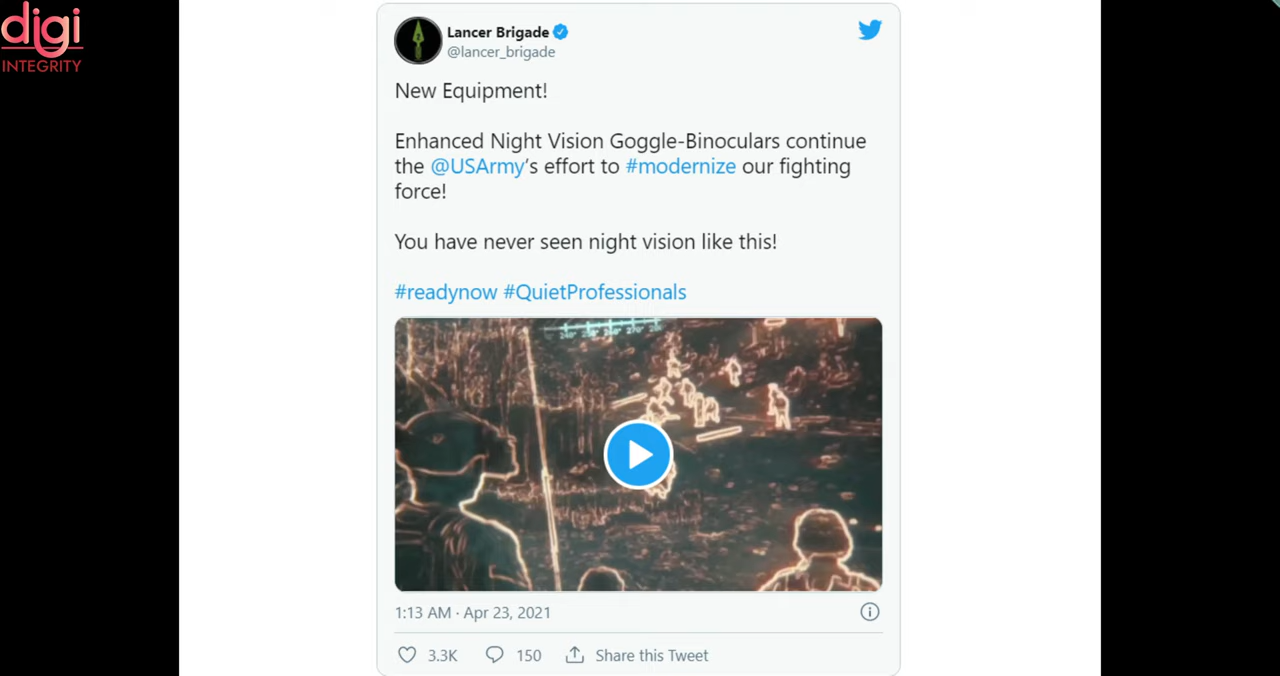 digi
INTEGRITY
Lancer Brigade
@lancer_brigade
New Equipment!
Enhanced Night Vision Goggle-Binoculars continue
the @USArmy's effort to #modernize our fighting
force!
You have never seen night vision like this!
#readynow #QuietProfessionals
1:13 AM · Apr 23, 2021
3.3K 150 Share this Tweet